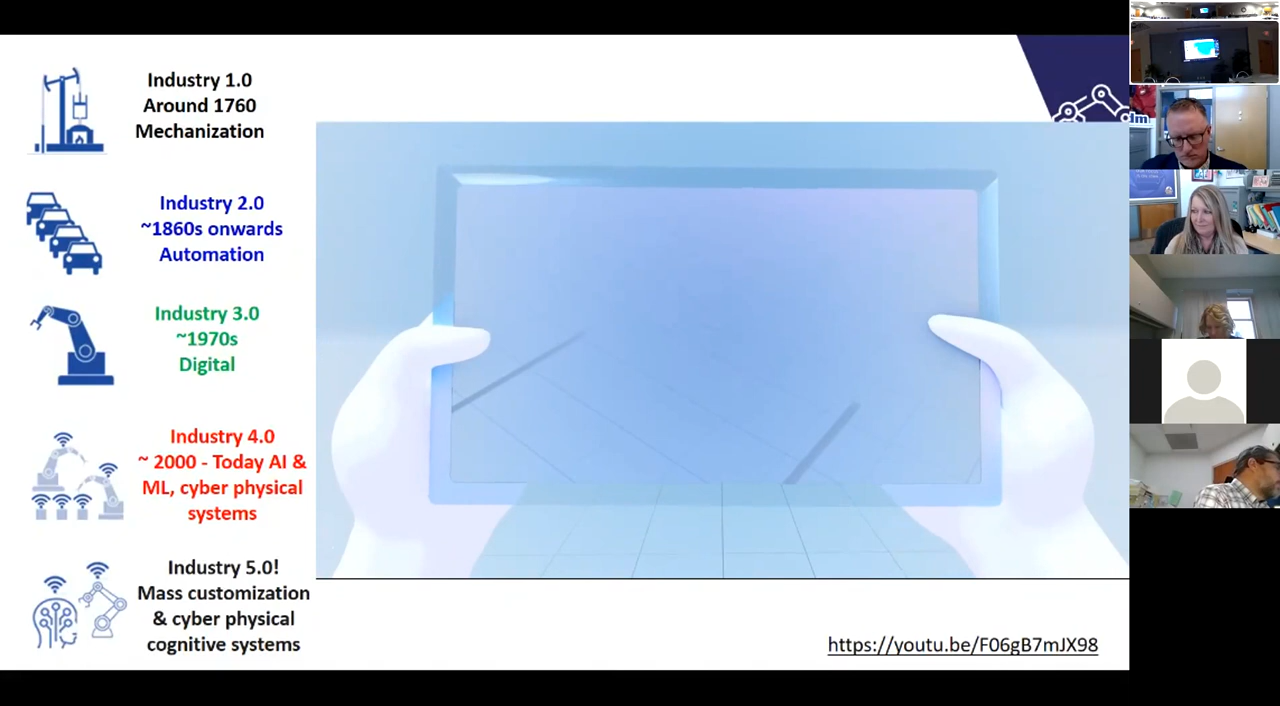 Industry 1.0
Around 1760
Mechanization
Industry 2.0
~1860s onwards
Automation
Industry 3.0
~1970s
Digital
Industry 4.0
~ 2000 - Today AI &
ML, cyber physical
systems
Industry 5.0!
Mass customization
& cyber physical
cognitive systems
dm
https://youtu.be/F06gB7mJX98